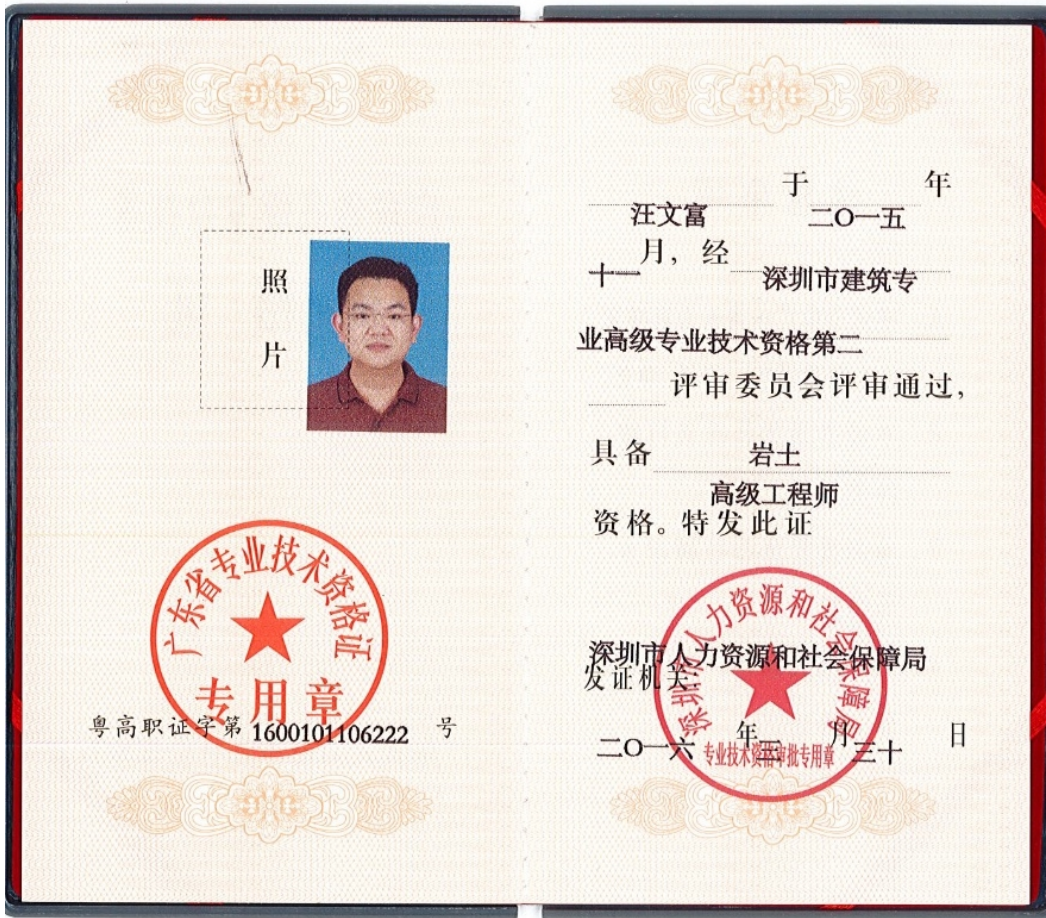 照
片
广东省专业技术资格证
专用章
粤高职证字第 1600101106222 号
于 年
汪文富 二〇一五
月，经
十一 深圳市建筑专
业高级专业技术资格第二
评审委员会评审通过，
具备 岩土
高级工程师
资格。特发此证
深圳市人力资源和社会保障局
深圳市人力资源和社会保障局
发证机关：
年 月 日
二〇一六 三十
专业技术资格审批专用章